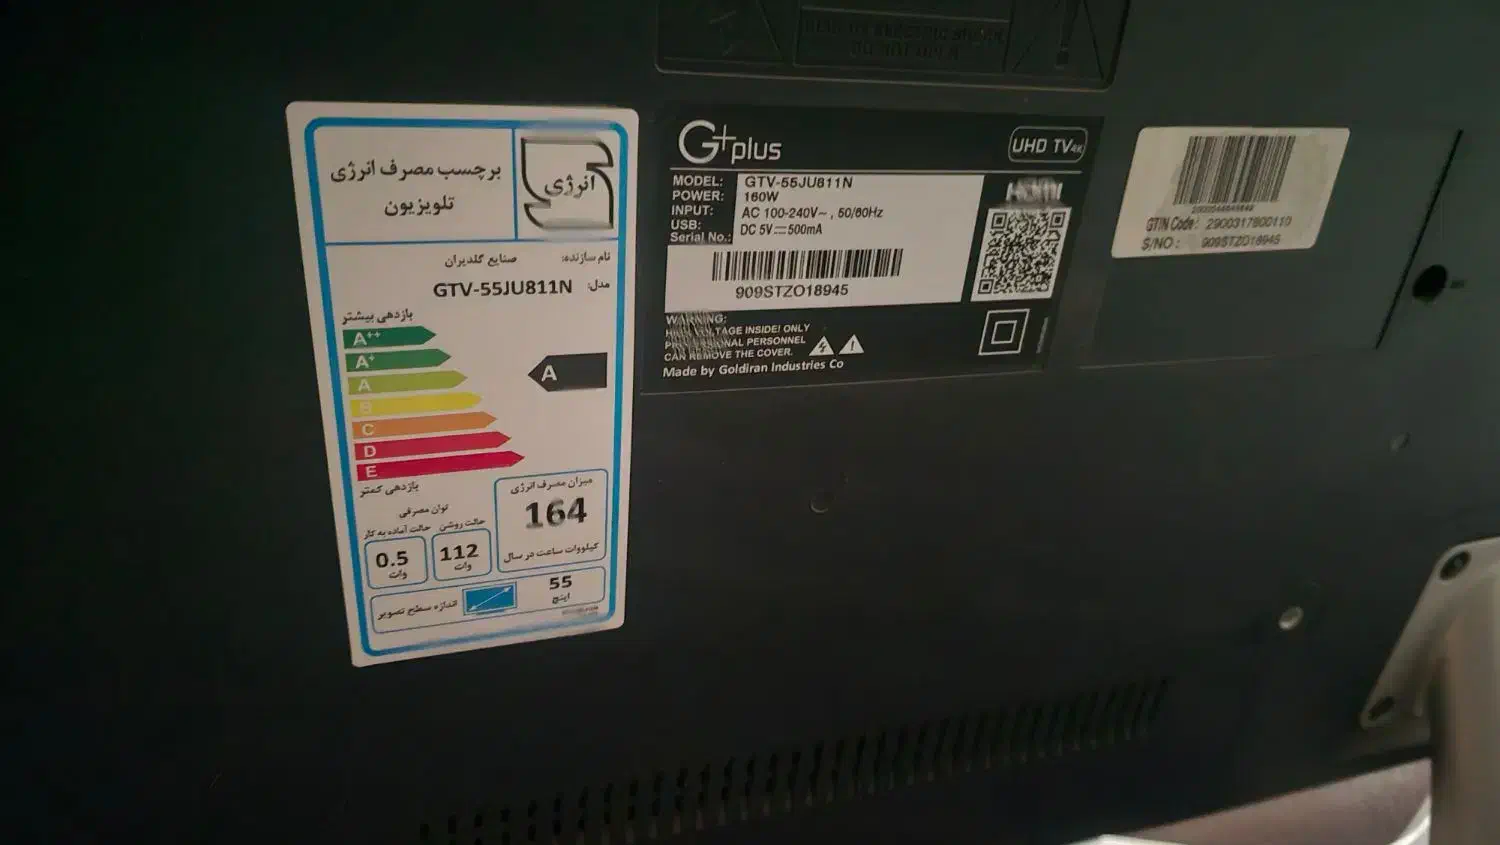 برچسب مصرف انرژی
تلویزیون
انرژی
نام سازنده: صنایع گلدیران
مدل: GTV-55JU811N
بازدهی بیشتر
A++
A+
A
B
C
D
E
A
بازدهی کمتر
میزان مصرف انرژی
164
کیلووات ساعت در سال
توان مصرفی
حالت روشن
حالت آماده به کار
112
وات
0.5
وات
55
اینچ
اندازه سطح تصویر
G+plus
UHD TV 4K
MODEL: GTV-55JU811N
POWER: 160W
INPUT: AC 100-240V~, 50/60Hz
USB: DC 5V⎓500mA
Serial No.:
909STZO18945
HDMI
WARNING:
HIGH VOLTAGE INSIDE! ONLY
PROFESSIONAL PERSONNEL
CAN REMOVE THE COVER.
Made by Goldiran Industries Co
GTIN Code: 2900317800110
S/NO: 909STZO18945